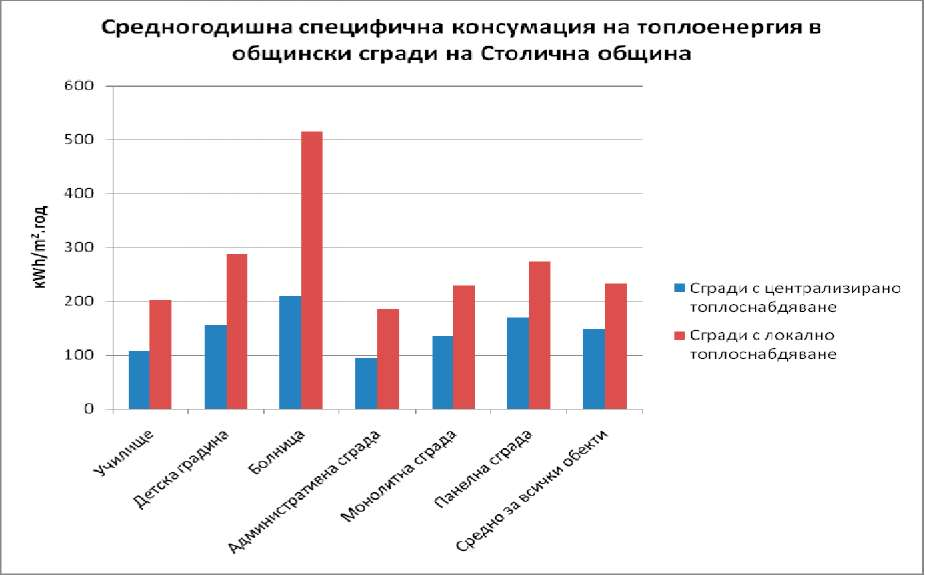 Средногодишна специфична консумация на топлоенергия в
общински сгради на Столична община
кWh/m².год
600
500
400
300
200
100
0
Училище
Детска градина
Болница
Административна сграда
Монолитна сграда
Панелна сграда
Средно за всички обекти
Сгради с централизирано
топлоснабдяване
Сгради с локално
топлоснабдяване